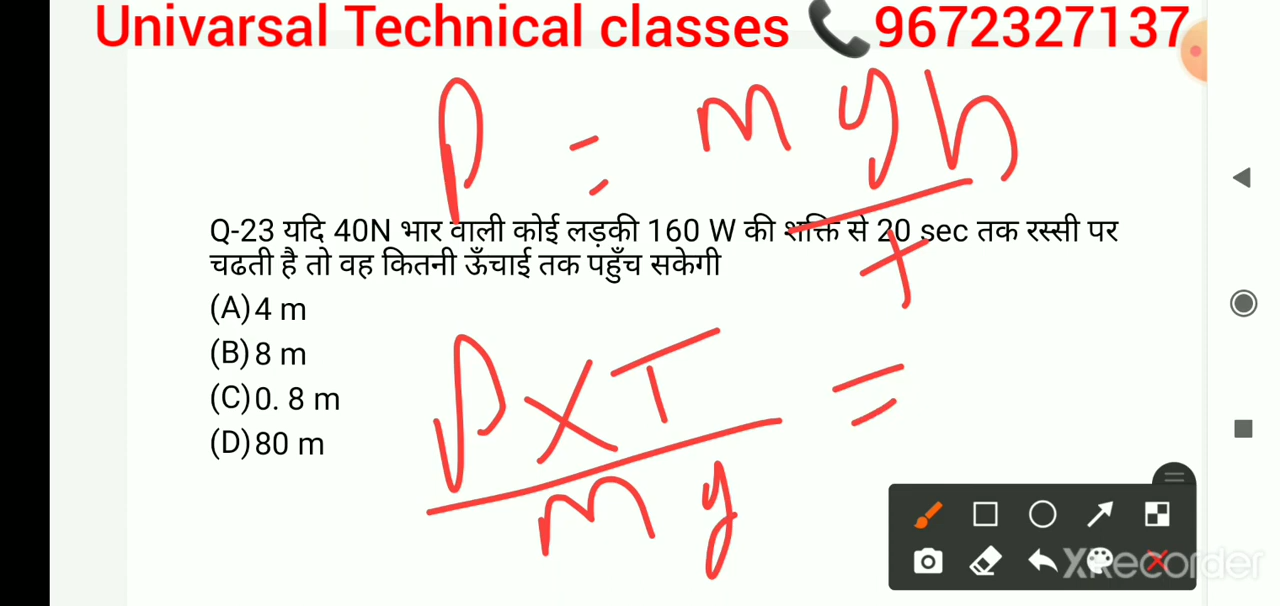 Univarsal Technical classes 📞9672327137
P = mgh
Q-23 यदि 40N भार वाली कोई लड़की 160 W की शक्ति से 20 sec तक रस्सी पर
T
चढती है तो वह कितनी ऊँचाई तक पहुँच सकेगी
(A) 4 m
(B) 8 m
(C) 0. 8 m
(D) 80 m
P X T =
m g
XRecorder